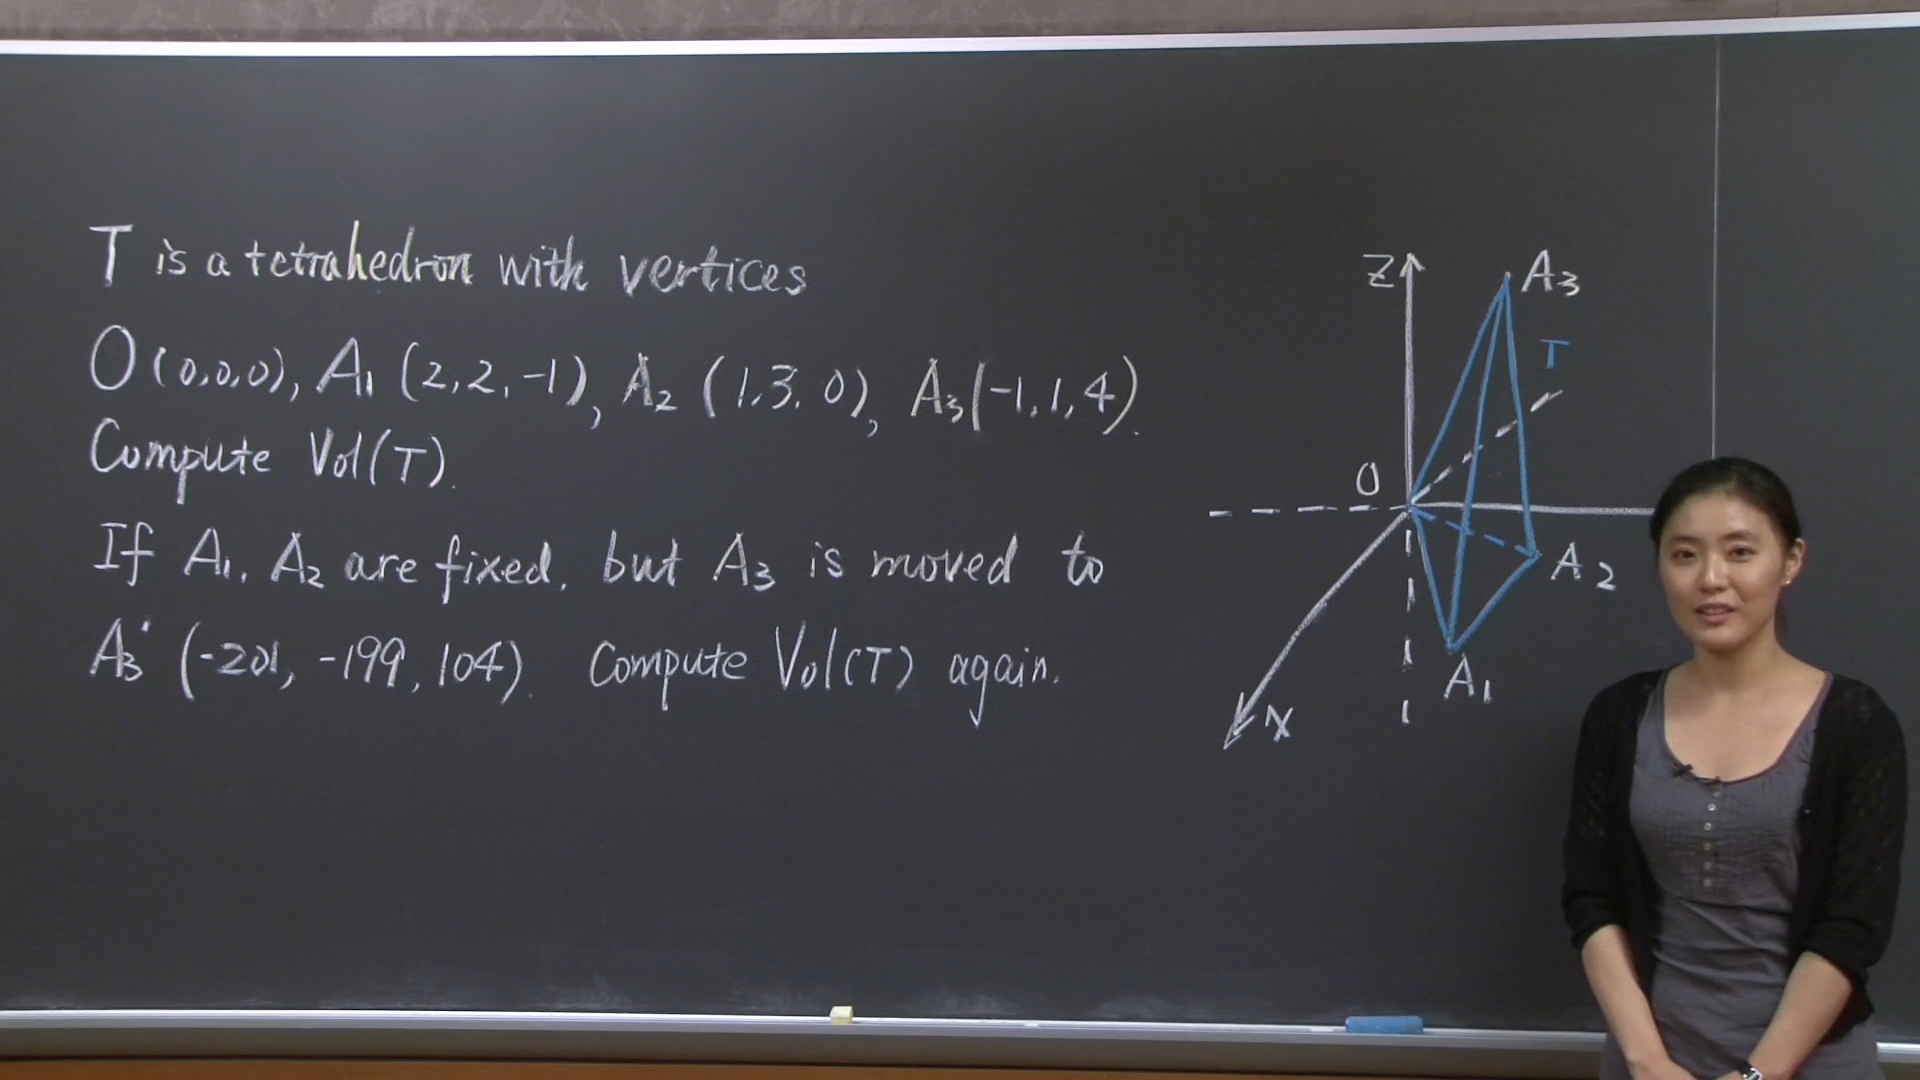 T is a tetrahedron with vertices
O (0,0,0), A₁ (2,2,-1), A₂ (1,3,0), A₃ (-1,1,4).
Compute Vol(T).
If A₁, A₂ are fixed, but A₃ is moved to
A₃' (-201, -199, 104). Compute Vol(T) again.
Z
A₃
T
O
A₂
A₁
X